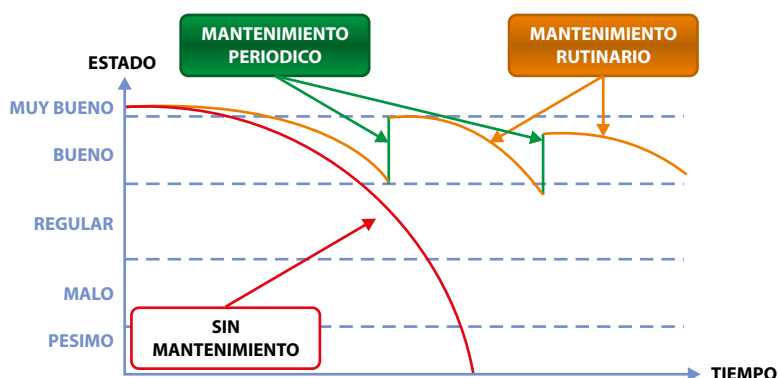 MANTENIMIENTO
PERIODICO
MANTENIMIENTO
RUTINARIO
ESTADO
MUY BUENO
BUENO
REGULAR
MALO
PESIMO
SIN
MANTENIMIENTO
TIEMPO